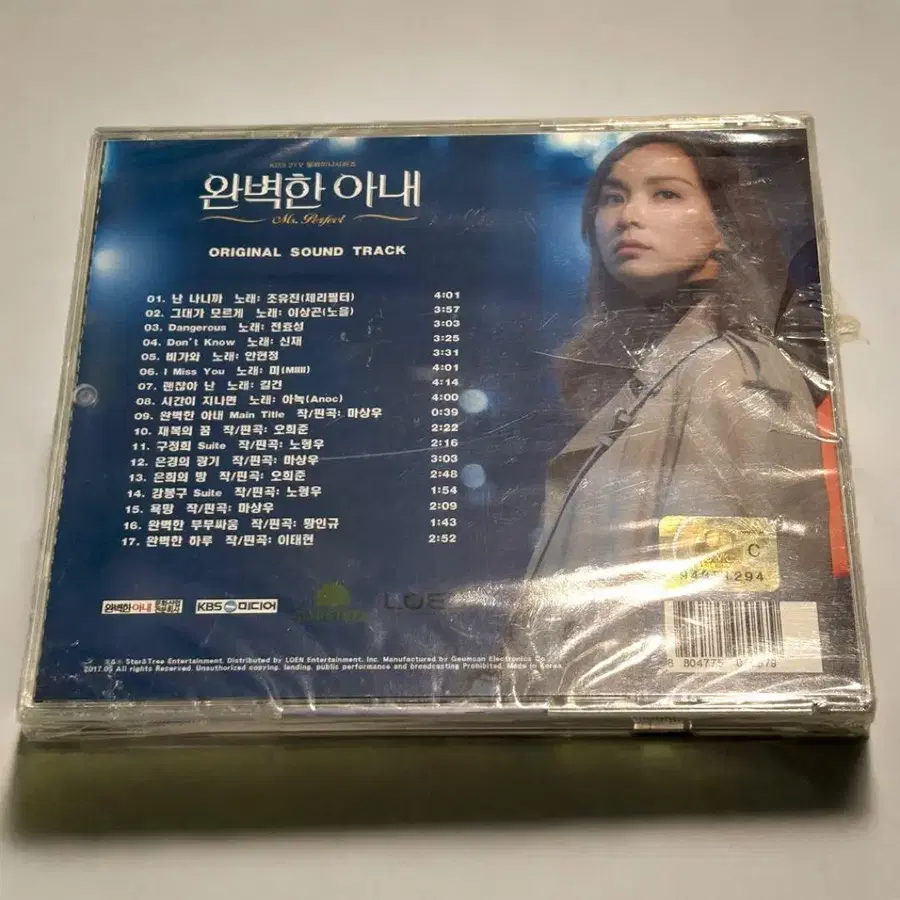 KBS 2TV 월화미니시리즈
완벽한 아내
Ms. Perfect
ORIGINAL SOUND TRACK
01. 난 나니까 노래: 조유진(체리필터) 4:01
02. 그대가 모르게 노래: 이상곤(노을) 3:57
03. Dangerous 노래: 전효성 3:03
04. Don't Know 노래: 신재 3:25
05. 비가와 노래: 안현정 3:31
06. I Miss You 노래: 미(MIIII) 4:01
07. 괜찮아 난 노래: 길건 4:14
08. 시간이 지나면 노래: 아녹(Anoc) 4:00
09. 완벽한 아내 Main Title 작/편곡: 마상우 0:39
10. 재복의 꿈 작/편곡: 오희준 2:22
11. 구정희 Suite 작/편곡: 노형우 2:16
12. 은경의 광기 작/편곡: 마상우 3:03
13. 은희의 방 작/편곡: 오희준 2:48
14. 강봉구 Suite 작/편곡: 노형우 1:54
15. 욕망 작/편곡: 마상우 2:09
16. 완벽한 부부싸움 작/편곡: 황인규 1:43
17. 완벽한 하루 작/편곡: 이태현 2:52
C
완벽한아내
KBS 미디어
LOE
8 804775
Star&Tree Entertainment. Distributed by LOEN Entertainment, Inc. Manufactured by Geumsan Electronics Co
2017.05 All rights Reserved. Unauthorized copying, lending, public performance and broadcasting Prohibited. Made in Korea